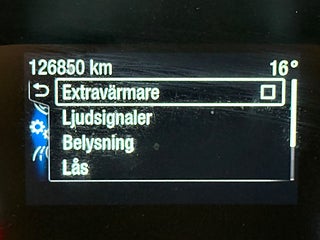 126850 km 16°
Extravärmare
Ljudsignaler
Belysning
Lås